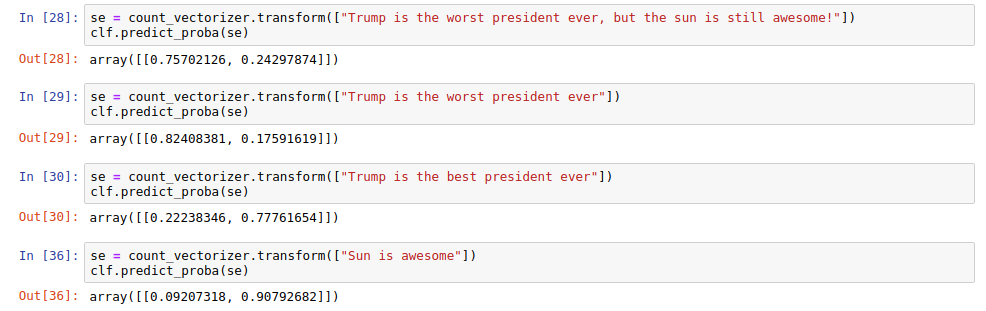 In [28]: se = count_vectorizer.transform(["Trump is the worst president ever, but the sun is still awesome!"])
clf.predict_proba(se)
Out[28]: array([[0.75702126, 0.24297874]])
In [29]: se = count_vectorizer.transform(["Trump is the worst president ever"])
clf.predict_proba(se)
Out[29]: array([[0.82408381, 0.17591619]])
In [30]: se = count_vectorizer.transform(["Trump is the best president ever"])
clf.predict_proba(se)
Out[30]: array([[0.22238346, 0.77761654]])
In [36]: se = count_vectorizer.transform(["Sun is awesome"])
clf.predict_proba(se)
Out[36]: array([[0.09207318, 0.90792682]])